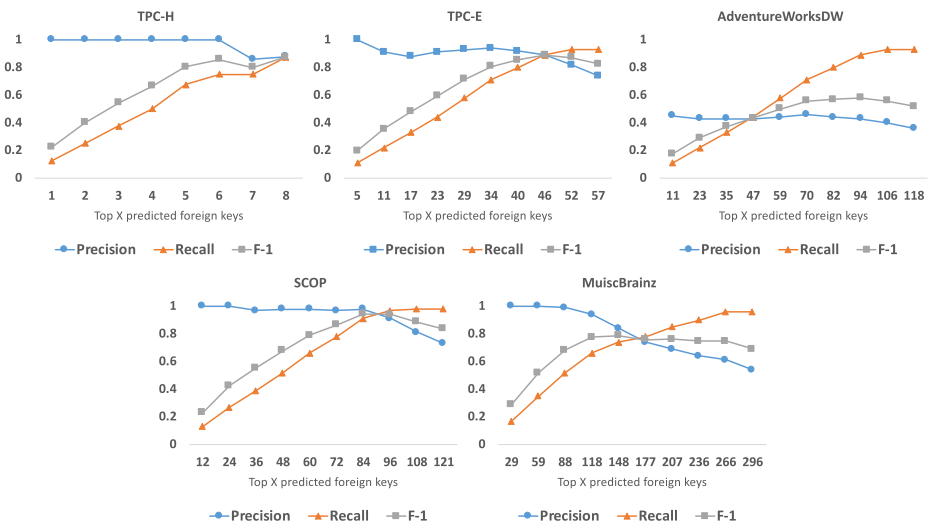 TPC-H
1
0.8
0.6
0.4
0.2
0
1 2 3 4 5 6 7 8
Top X predicted foreign keys
Precision Recall F-1
TPC-E
1
0.8
0.6
0.4
0.2
0
5 11 17 23 29 34 40 46 52 57
Top X predicted foreign keys
Precision Recall F-1
AdventureWorksDW
1
0.8
0.6
0.4
0.2
0
11 23 35 47 59 70 82 94 106 118
Top X predicted foreign keys
Precision Recall F-1
SCOP
1
0.8
0.6
0.4
0.2
0
12 24 36 48 60 72 84 96 108 121
Top X predicted foreign keys
Precision Recall F-1
MuiscBrainz
1
0.8
0.6
0.4
0.2
0
29 59 88 118 148 177 207 236 266 296
Top X predicted foreign keys
Precision Recall F-1